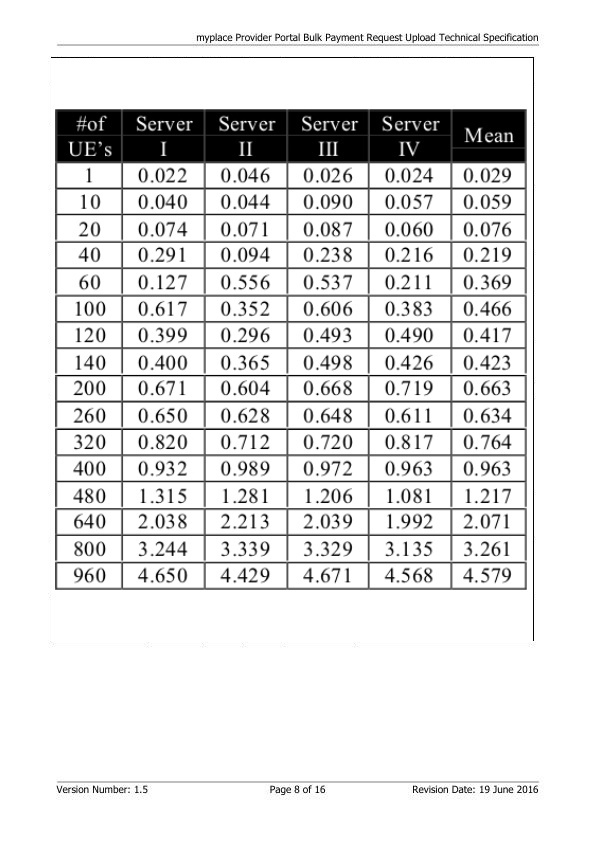 myplace Provider Portal Bulk Payment Request Upload Technical Specification
#of Server Server Server Server Mean
UE's I II III IV
1 0.022 0.046 0.026 0.024 0.029
10 0.040 0.044 0.090 0.057 0.059
20 0.074 0.071 0.087 0.060 0.076
40 0.291 0.094 0.238 0.216 0.219
60 0.127 0.556 0.537 0.211 0.369
100 0.617 0.352 0.606 0.383 0.466
120 0.399 0.296 0.493 0.490 0.417
140 0.400 0.365 0.498 0.426 0.423
200 0.671 0.604 0.668 0.719 0.663
260 0.650 0.628 0.648 0.611 0.634
320 0.820 0.712 0.720 0.817 0.764
400 0.932 0.989 0.972 0.963 0.963
480 1.315 1.281 1.206 1.081 1.217
640 2.038 2.213 2.039 1.992 2.071
800 3.244 3.339 3.329 3.135 3.261
960 4.650 4.429 4.671 4.568 4.579
Version Number: 1.5 Page 8 of 16 Revision Date: 19 June 2016